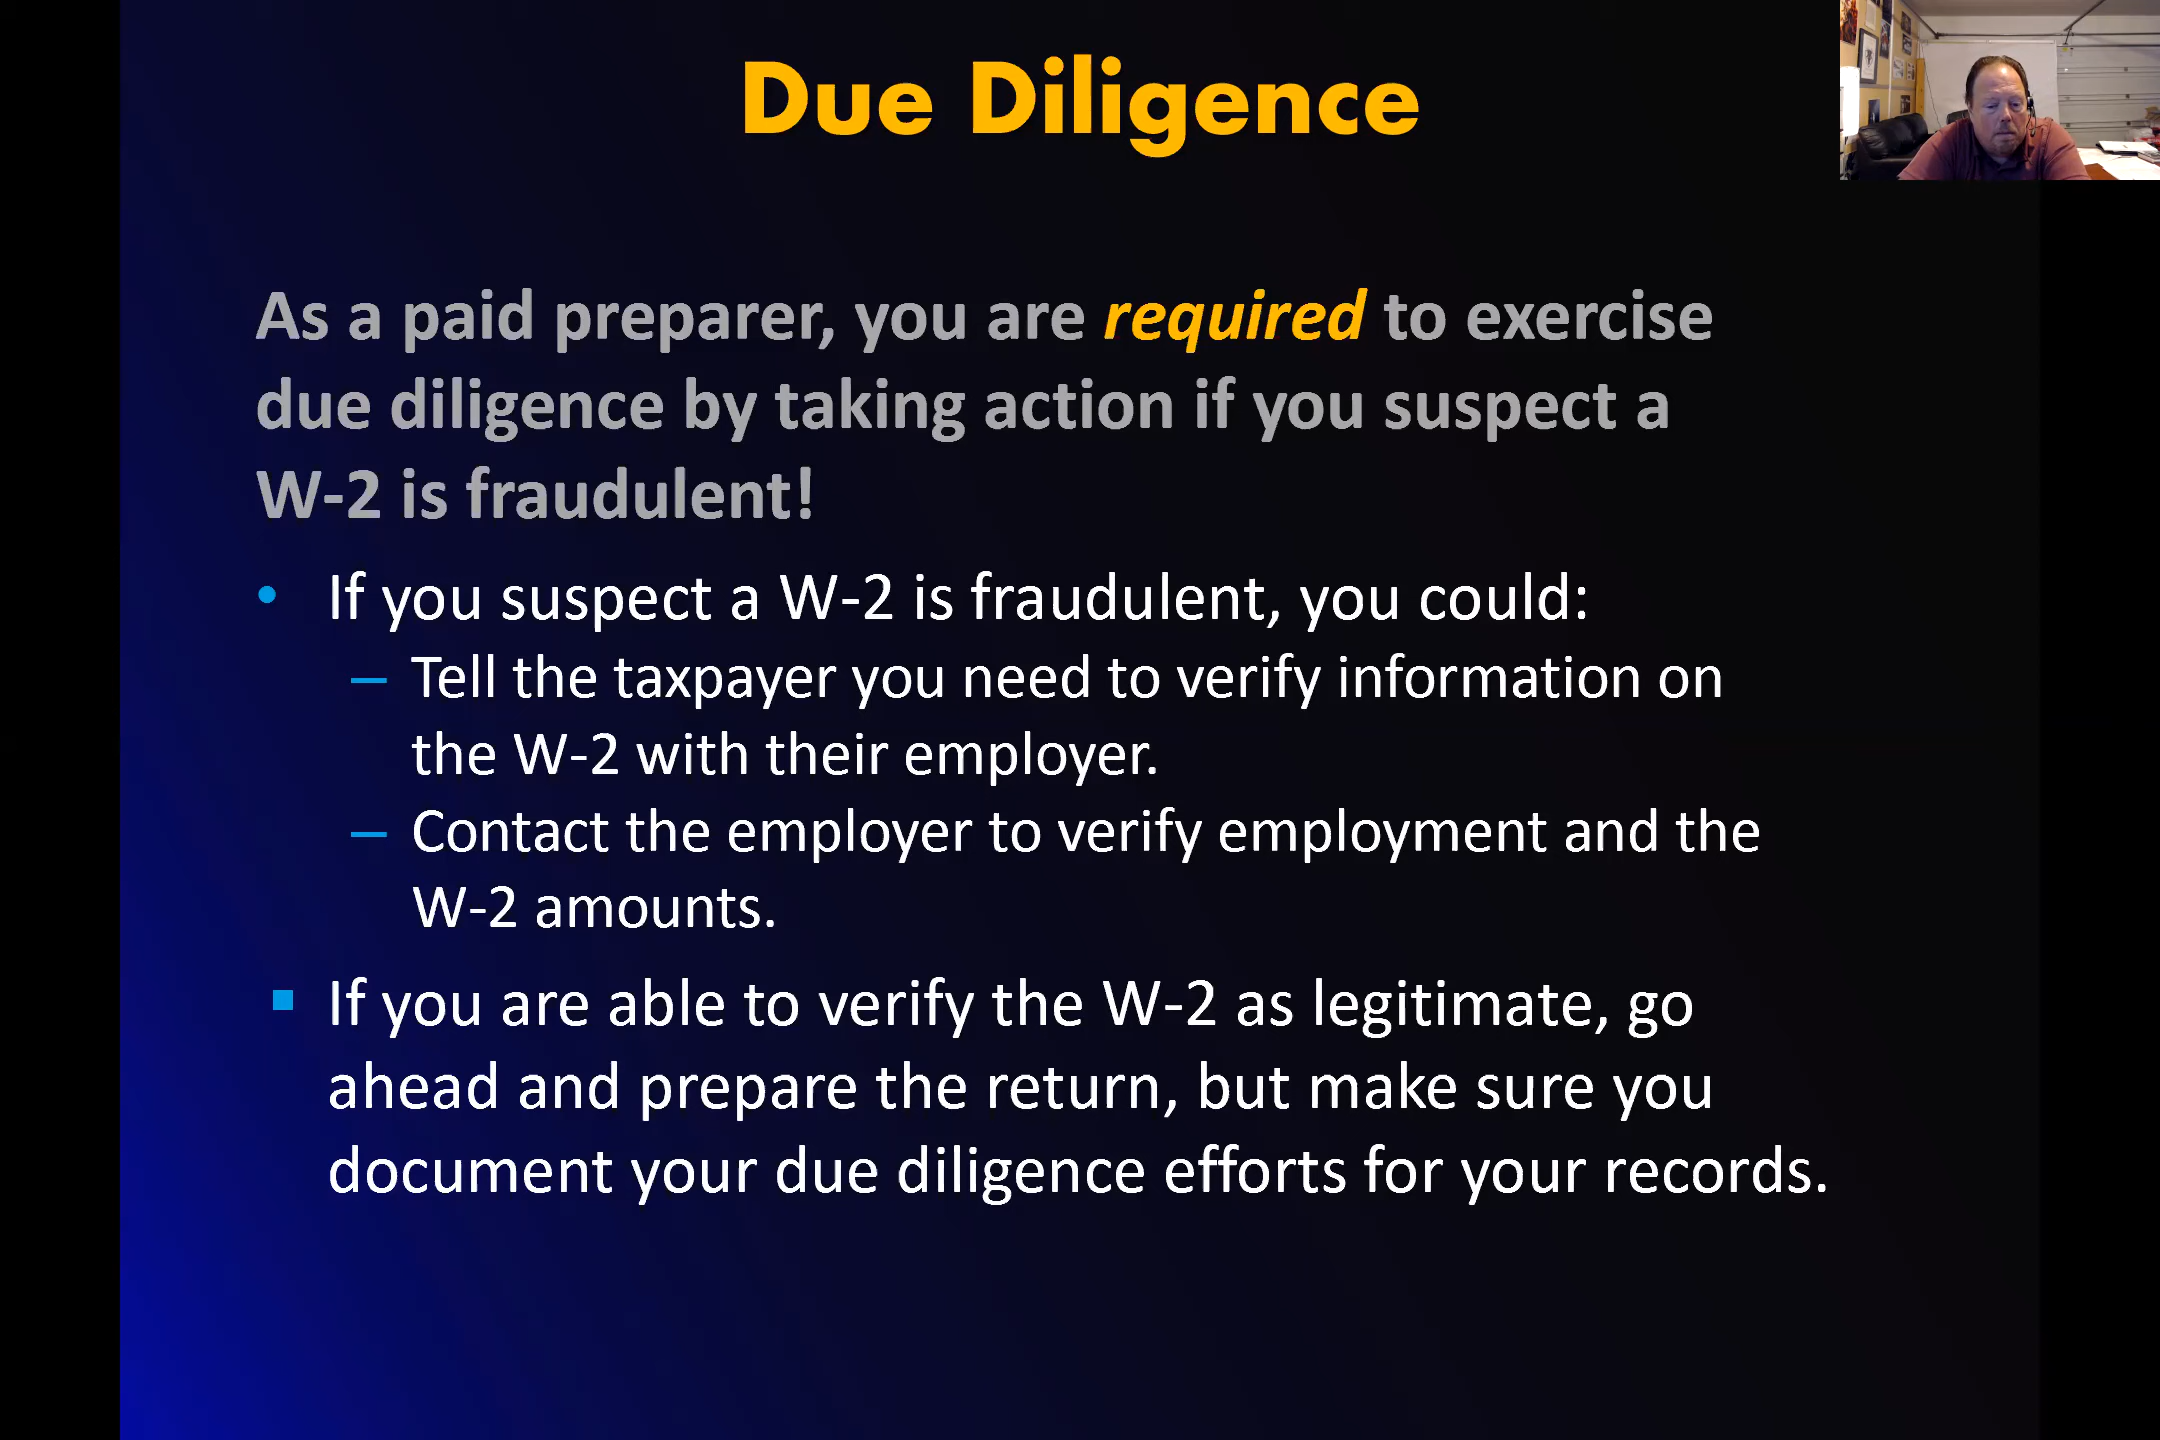 Due Diligence
As a paid preparer, you are required to exercise
due diligence by taking action if you suspect a
W-2 is fraudulent!
• If you suspect a W-2 is fraudulent, you could:
– Tell the taxpayer you need to verify information on
the W-2 with their employer.
– Contact the employer to verify employment and the
W-2 amounts.
▪ If you are able to verify the W-2 as legitimate, go
ahead and prepare the return, but make sure you
document your due diligence efforts for your records.